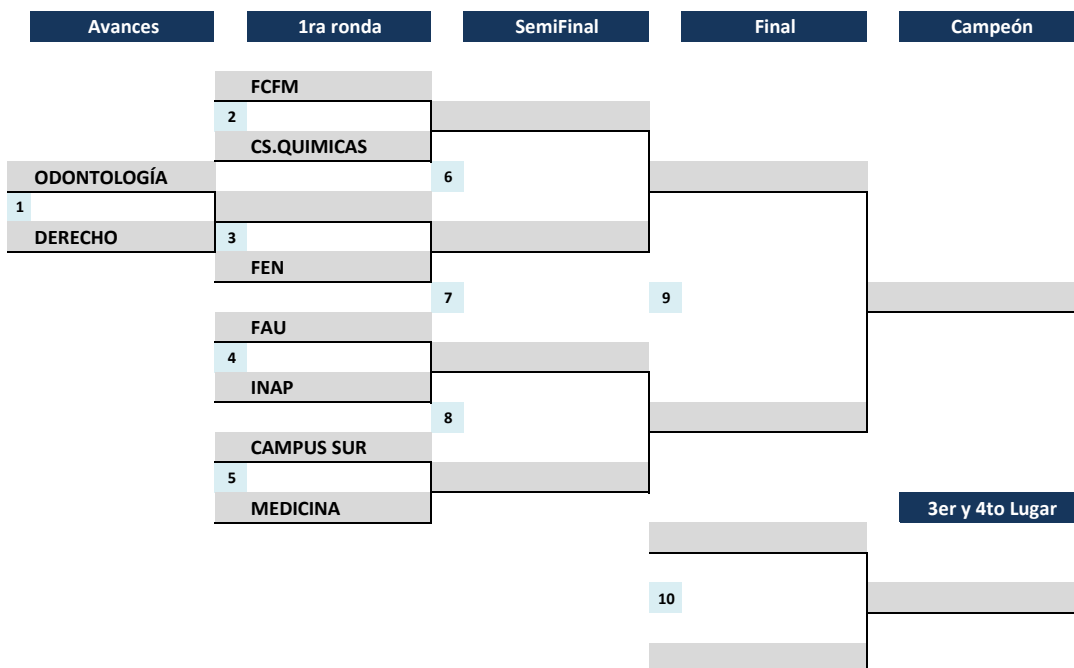 Avances 1ra ronda SemiFinal Final Campeón
FCFM
2
CS.QUIMICAS
ODONTOLOGÍA 6
1
DERECHO 3
FEN
7 9
FAU
4
INAP
8
CAMPUS SUR
5
MEDICINA 3er y 4to Lugar
10